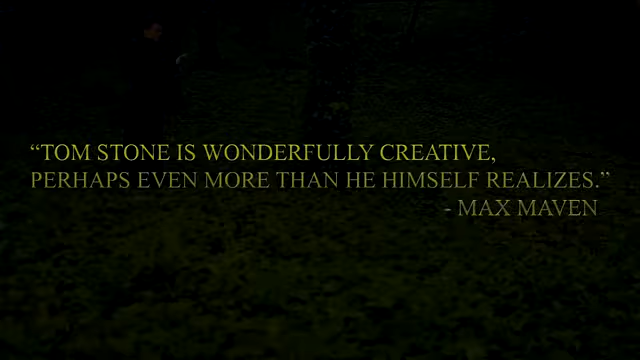 “TOM STONE IS WONDERFULLY CREATIVE,
PERHAPS EVEN MORE THAN HE HIMSELF REALIZES.”
- MAX MAVEN